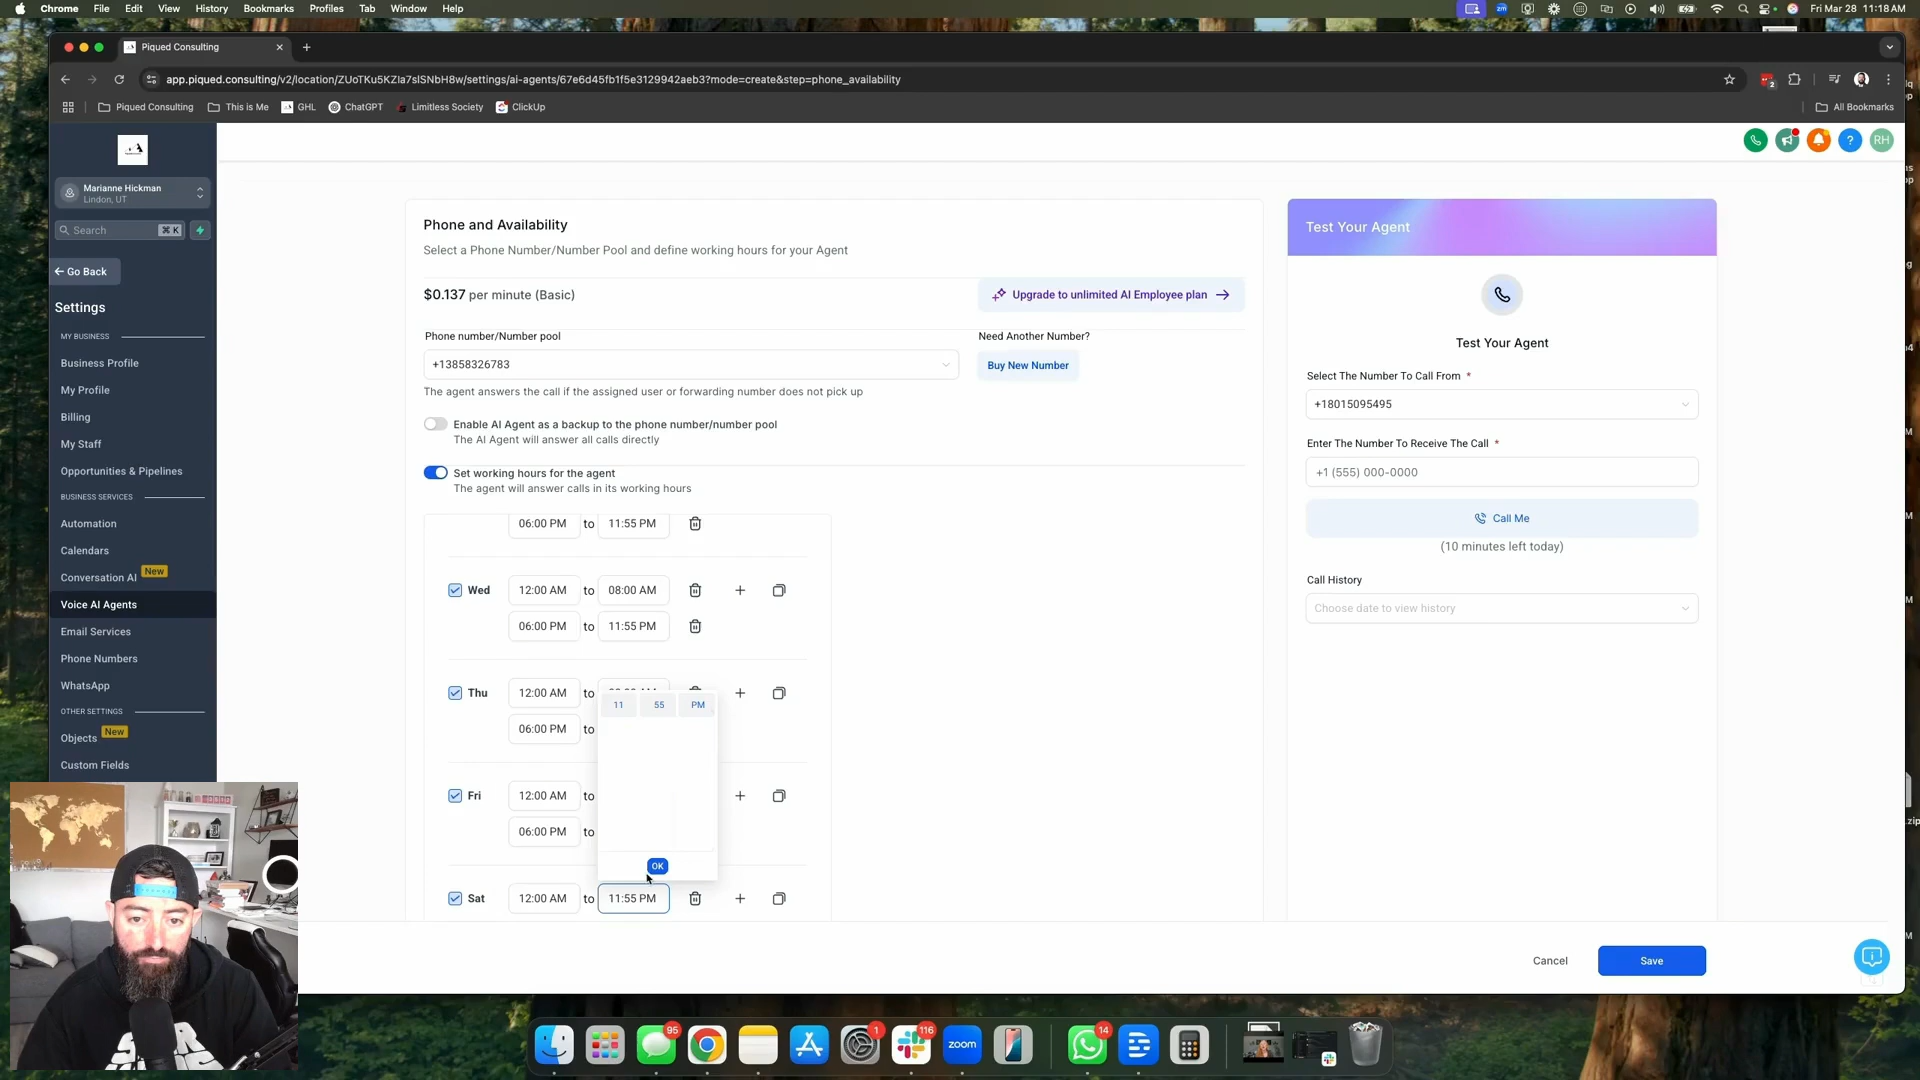 Chrome File Edit View History Bookmarks Profiles Tab Window Help
zm
Fri Mar 28 11:18 AM
Piqued Consulting
app.piqued.consulting/v2/location/ZUoTKu5KZIa7slSNbH8w/settings/ai-agents/67e6d45fb1f5e3129942aeb3?mode=create&step=phone_availability
2
Piqued Consulting This is Me GHL ChatGPT Limitless Society ClickUp
All Bookmarks
Marianne Hickman
Lindon, UT
Search ⌘ K
← Go Back
Settings
MY BUSINESS
Business Profile
My Profile
Billing
My Staff
Opportunities & Pipelines
BUSINESS SERVICES
Automation
Calendars
Conversation AI New
Voice AI Agents
Email Services
Phone Numbers
WhatsApp
OTHER SETTINGS
Objects New
Custom Fields
RH
Phone and Availability
Select a Phone Number/Number Pool and define working hours for your Agent
$0.137 per minute (Basic)
Upgrade to unlimited AI Employee plan →
Phone number/Number pool
Need Another Number?
+13858326783
Buy New Number
The agent answers the call if the assigned user or forwarding number does not pick up
Enable AI Agent as a backup to the phone number/number pool
The AI Agent will answer all calls directly
Set working hours for the agent
The agent will answer calls in its working hours
06:00 PM to 11:55 PM
Wed 12:00 AM to 08:00 AM
06:00 PM to 11:55 PM
Thu 12:00 AM to
11 55 PM
06:00 PM to
Fri 12:00 AM to
06:00 PM to
OK
Sat 12:00 AM to 11:55 PM
Test Your Agent
Test Your Agent
Select The Number To Call From *
+18015095495
Enter The Number To Receive The Call *
+1 (555) 000-0000
Call Me
(10 minutes left today)
Call History
Choose date to view history
Cancel
Save
95
1
116
zoom
14